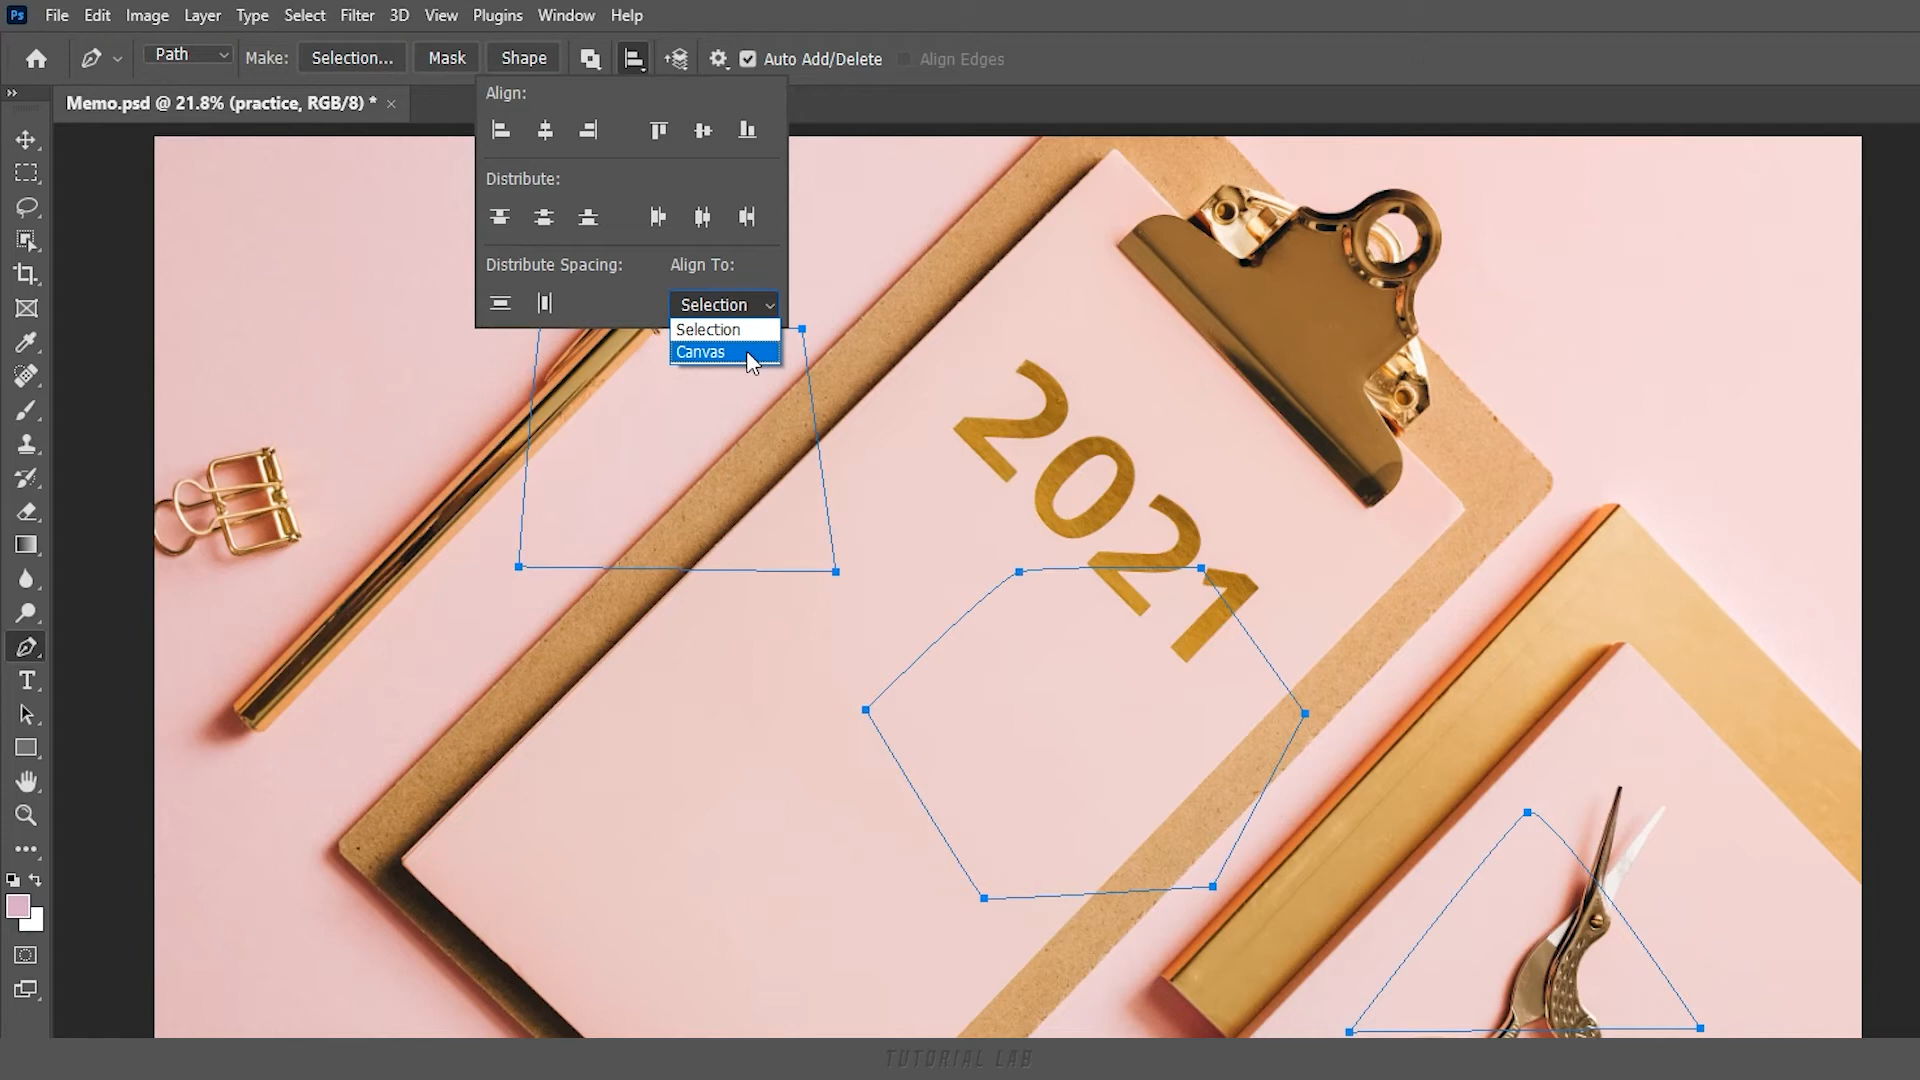 Ps File Edit Image Layer Type Select Filter 3D View Plugins Window Help
Path Make: Selection... Mask Shape Auto Add/Delete Align Edges
Memo.psd @ 21.8% (practice, RGB/8) * ×
Align:
Distribute:
Distribute Spacing: Align To:
Selection
Selection
Canvas
2021
T
TUTORIAL LAB